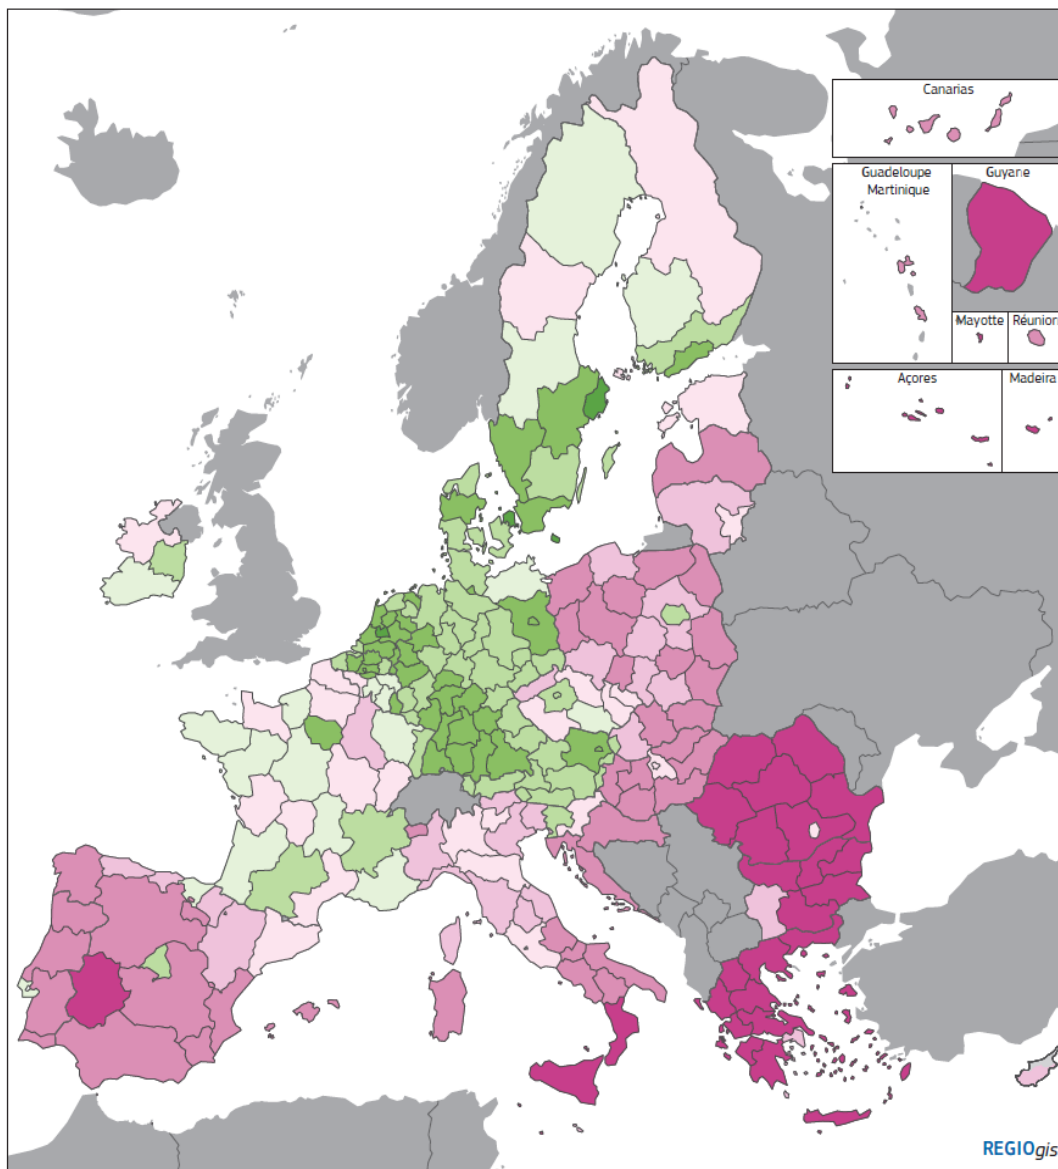 Canarias
Guadeloupe
Martinique
Guyane
Mayotte
Réunion
Açores
Madeira
REGIOgis